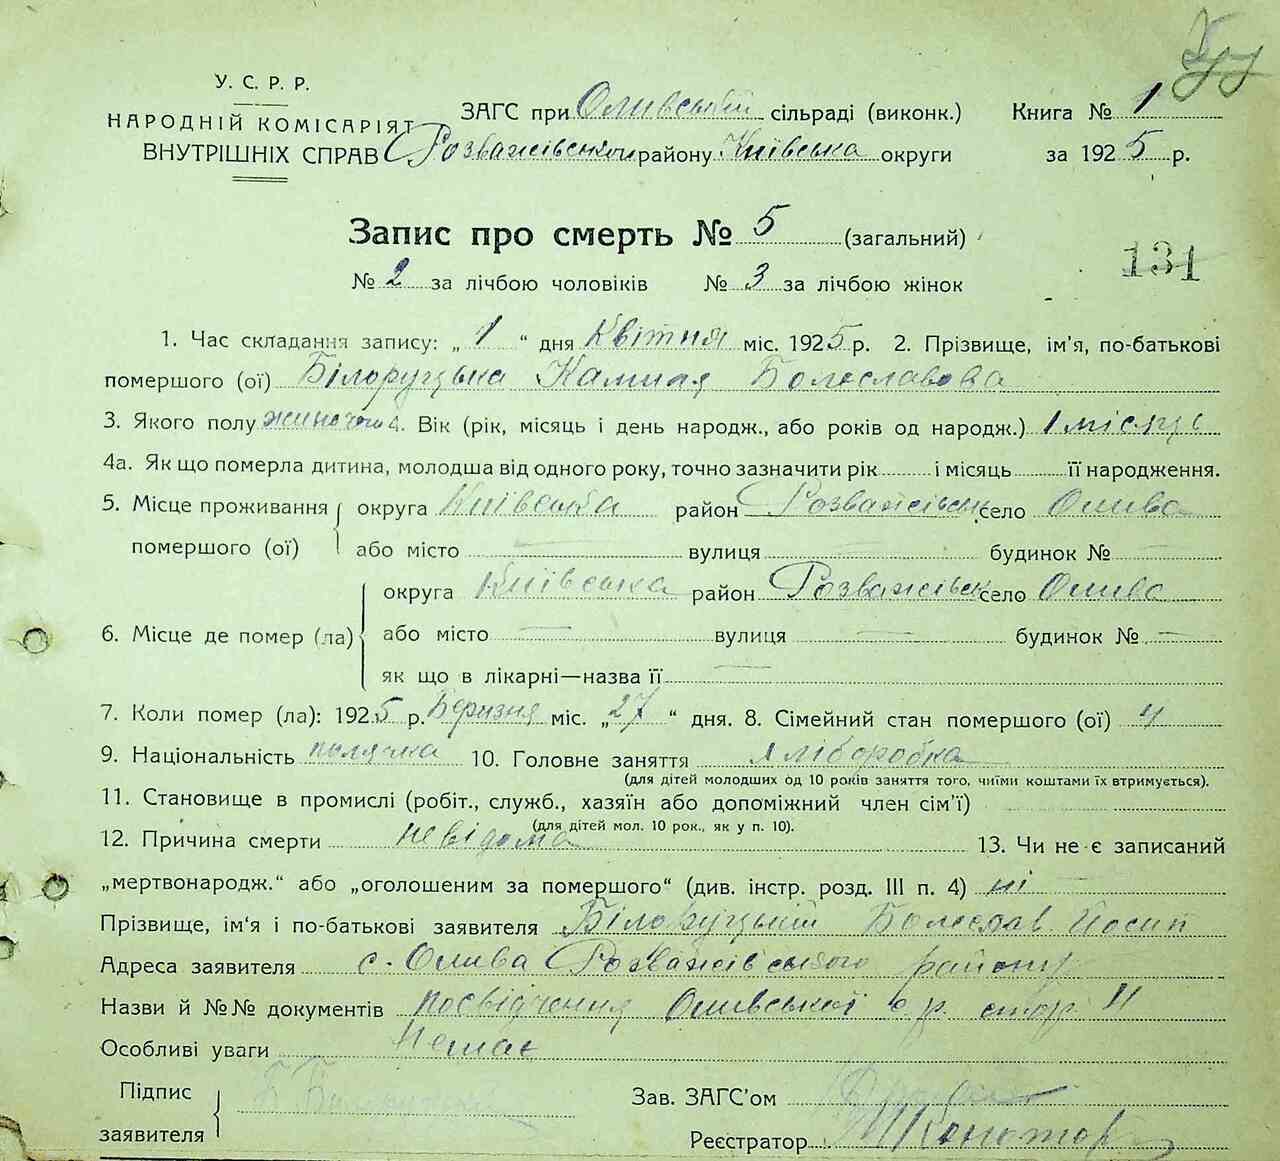 У. С. Р. Р.
НАРОДНІЙ КОМІСАРІЯТ
ВНУТРІШНІХ СПРАВ
ЗАГС при Оливській сільраді (виконк.) Книга № 1
Розважівськом району Київська округи за 1925 р.
Запис про смерть № 5 (загальний)
131
№ 2 за лічбою чоловіків № 3 за лічбою жінок
1. Час складання запису: „ 1 “ дня Квітня міс. 1925 р. 2. Прізвище, ім’я, по-батькові
помершого (ої) Білоруцька Камилія Болеславова
3. Якого полу жиночого 4. Вік (рік, місяць і день народж., або років од народж.) 1 місяць
4а. Як що померла дитина, молодша від одного року, точно зазначити рік і місяць її народження.
5. Місце проживання округа Київська район Розважівськ село Олива
помершого (ої) або місто — вулиця — будинок № —
округа Київська район Розважівськ село Олива
6. Місце де помер (ла) або місто — вулиця — будинок № —
як що в лікарні—назва її —
7. Коли помер (ла): 1925 р. Березня міс. „ 27 “ дня. 8. Сімейний стан помершого (ої)
9. Національність полячка 10. Головне заняття хліборобка
(для дітей молодших од 10 років заняття того, чиїми коштами їх втримується).
11. Становище в промислі (робіт., служб., хазяїн або допоміжний член сім’ї)
(для дітей мол. 10 рок., як у п. 10).
12. Причина смерти невідома 13. Чи не є записаний
„мертвонародж.“ або „оголошеним за помершого“ (див. інстр. розд. III п. 4) ні
Прізвище, ім‘я і по-батькові заявителя Білоруцький Болеслав Йосип
Адреса заявителя с. Олива Розважівського району
Назви й №№ документів посвідчення Оливської с.р. стор. 11
Особливі уваги Немає
Підпис
заявителя
Зав. ЗАГС’ом
Реєстратор